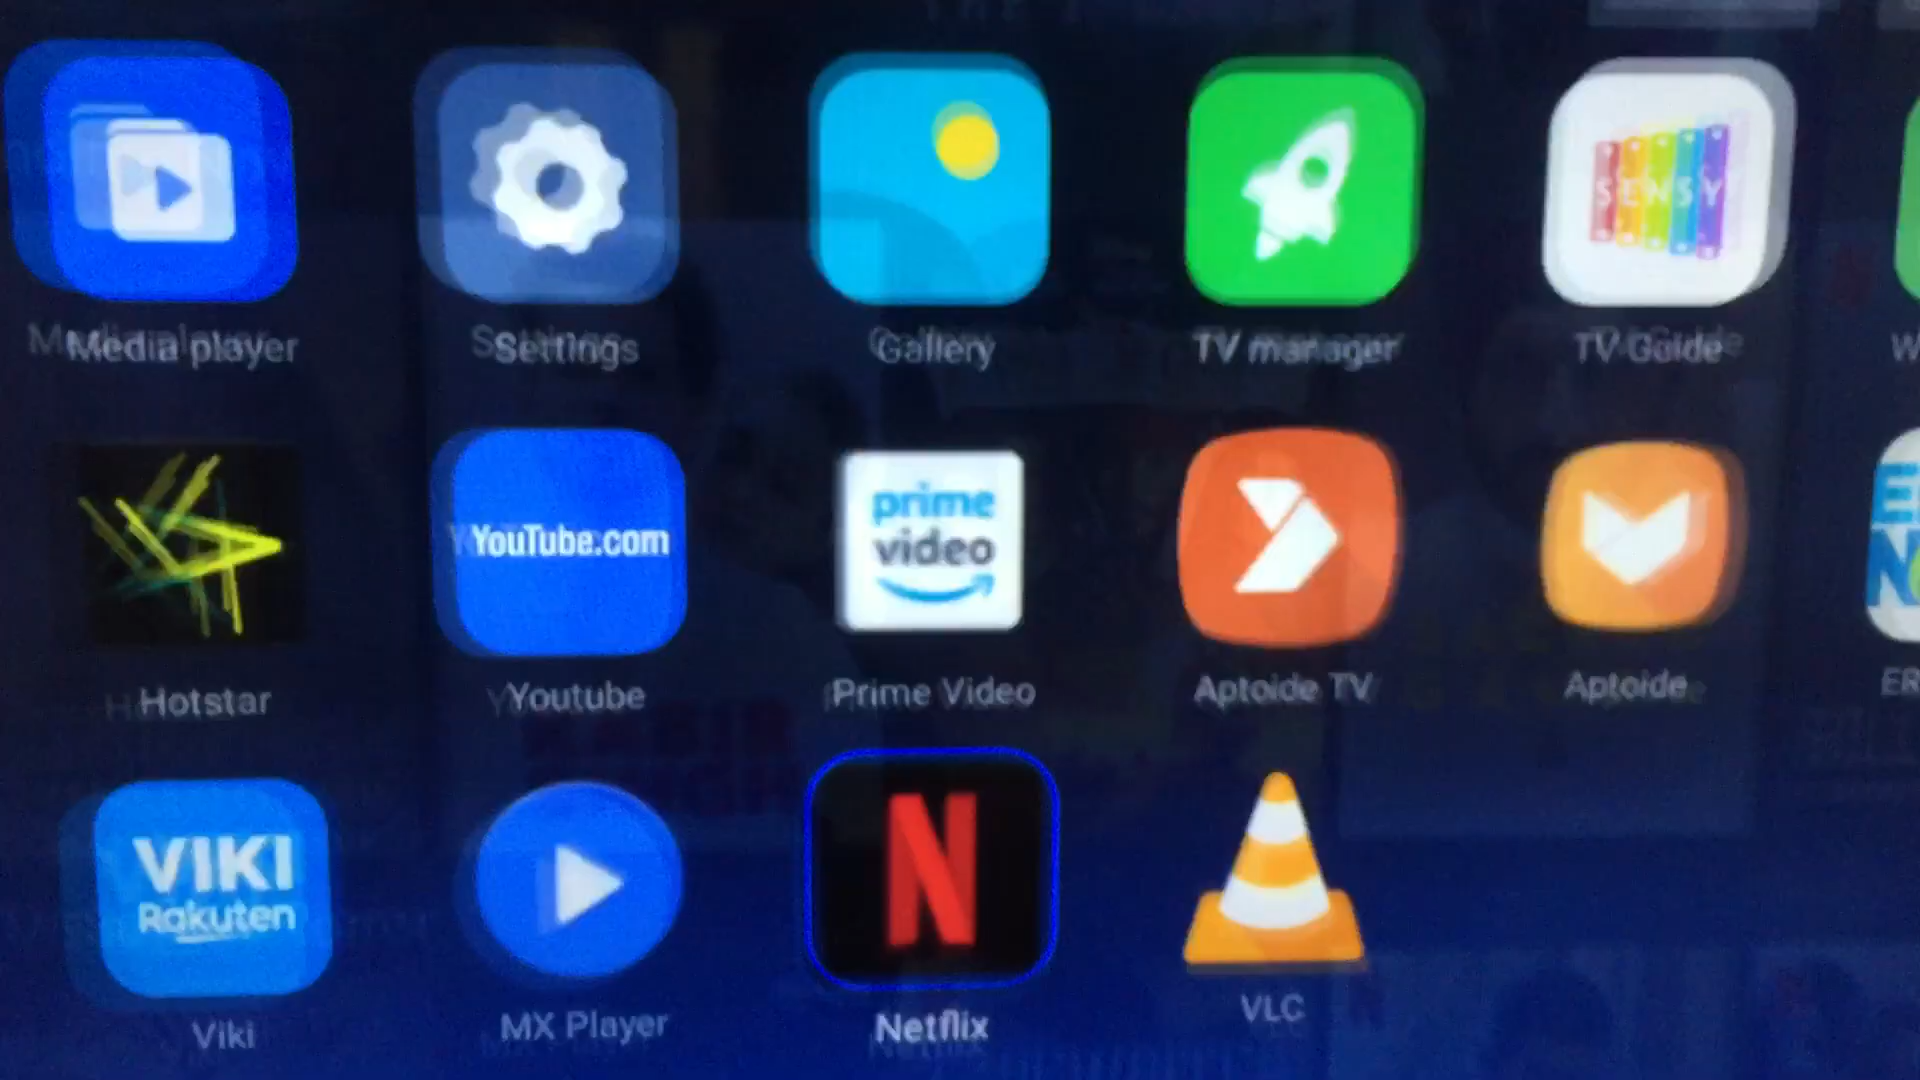 SENSY
Media player
Settings
Gallery
TV manager
TV Guide
W
YouTube.com
prime
video
E
N
Hotstar
Youtube
Prime Video
Aptoide TV
Aptoide
ER
VIKI
Rakuten
N
Viki
MX Player
Netflix
VLC